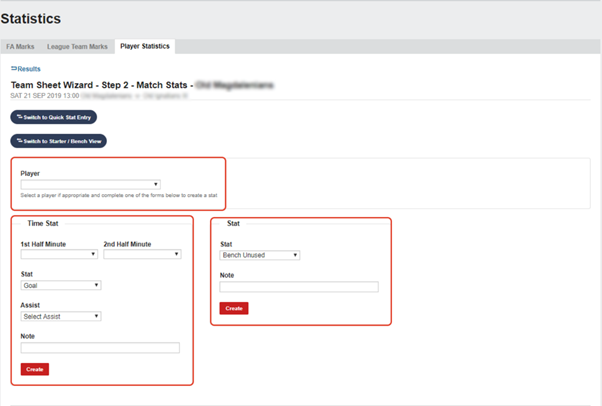 Statistics
FA Marks League Team Marks Player Statistics
Results
Team Sheet Wizard - Step 2 - Match Stats - Old Magdalenians
SAT 21 SEP 2019 13:00
Switch to Quick Stat Entry
Switch to Starter / Bench View
Player
Select a player if appropriate and complete one of the forms below to create a stat
Time Stat
1st Half Minute 2nd Half Minute
Stat
Goal
Assist
Select Assist
Note
Create
Stat
Stat
Bench Unused
Note
Create